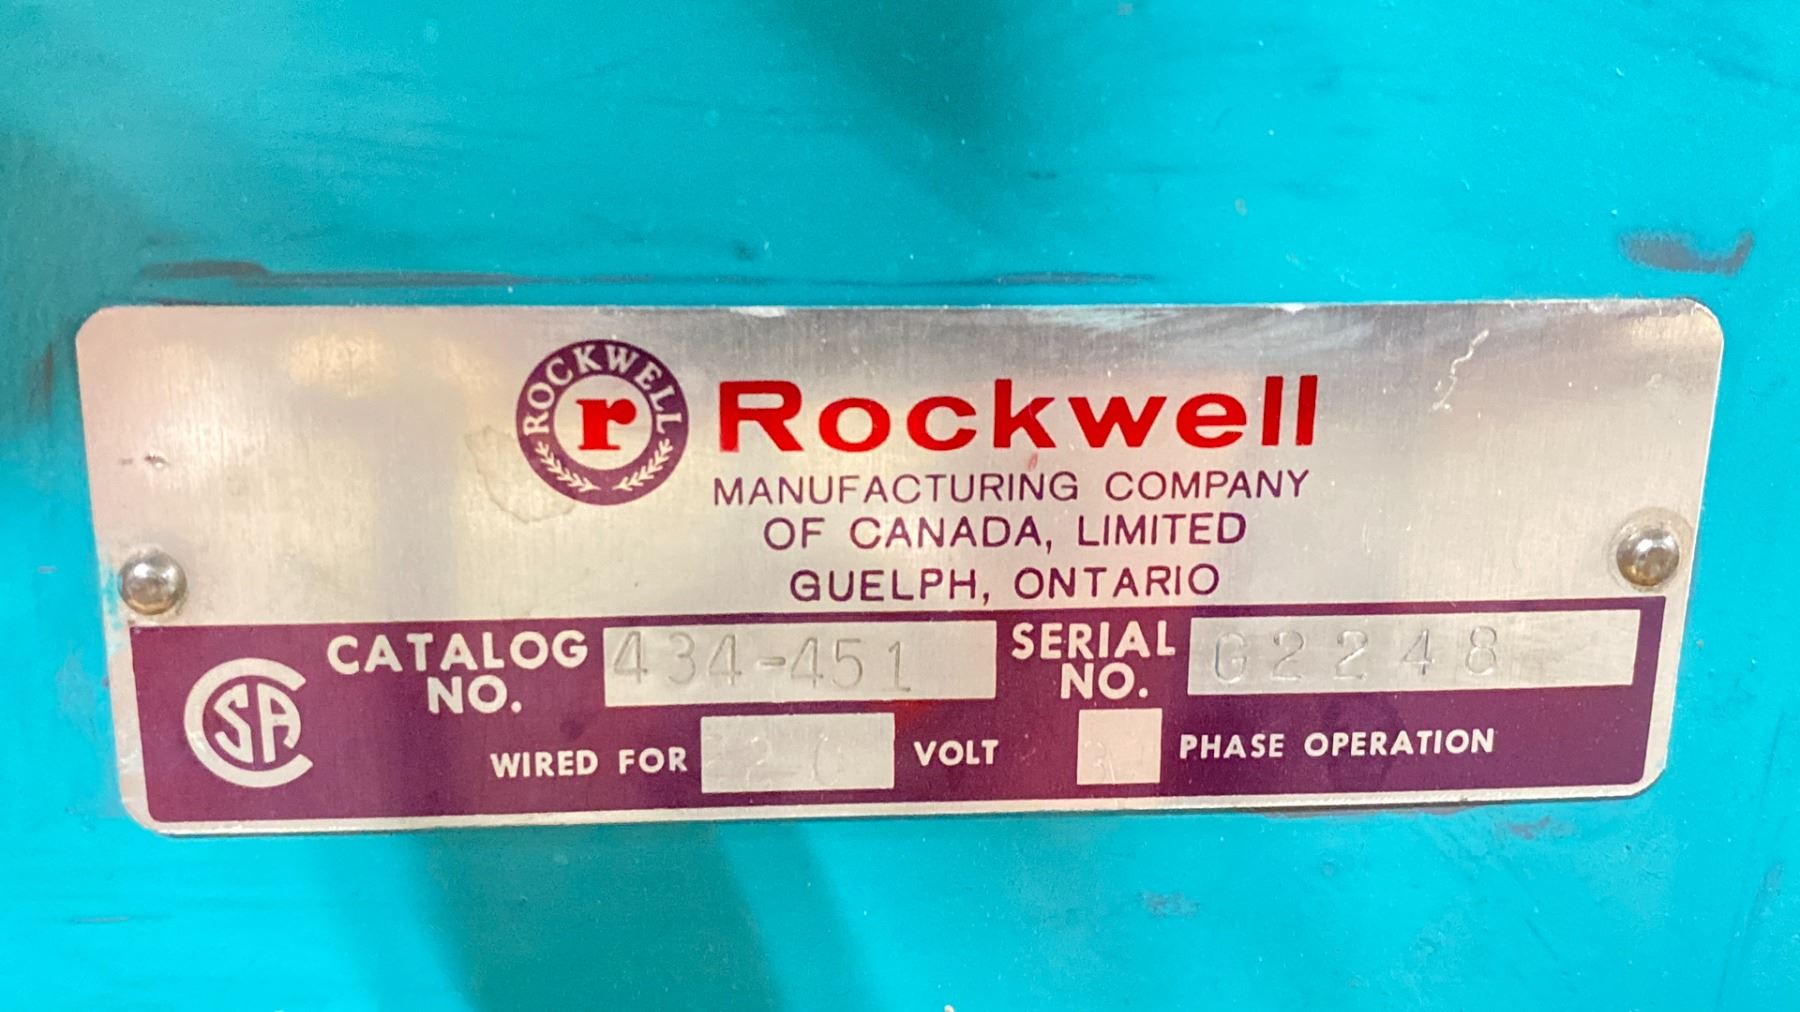 ROCKWELL
r
Rockwell
MANUFACTURING COMPANY
OF CANADA, LIMITED
GUELPH, ONTARIO
CSA
CATALOG NO. 434-451 SERIAL NO. G2248
WIRED FOR VOLT PHASE OPERATION